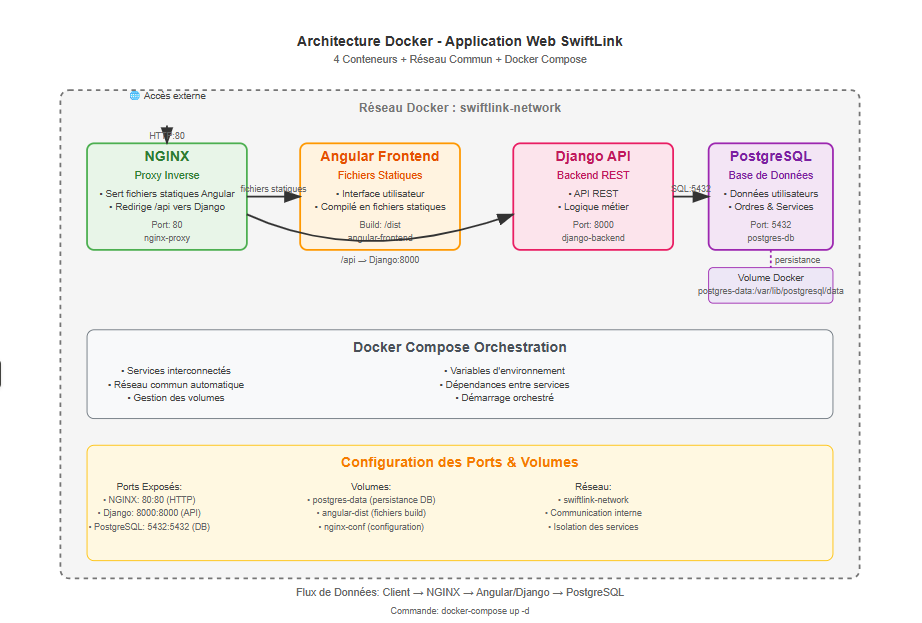 Architecture Docker - Application Web SwiftLink
4 Conteneurs + Réseau Commun + Docker Compose
🌐 Accès externe
Réseau Docker : swiftlink-network
HTTP:80
NGINX
Proxy Inverse
• Sert fichiers statiques Angular
• Redirige /api vers Django
Port: 80
nginx-proxy
fichiers statiques
Angular Frontend
Fichiers Statiques
• Interface utilisateur
• Compilé en fichiers statiques
Build: /dist
angular-frontend
/api → Django:8000
Django API
Backend REST
• API REST
• Logique métier
Port: 8000
django-backend
SQL:5432
PostgreSQL
Base de Données
• Données utilisateurs
• Ordres & Services
Port: 5432
postgres-db
persistance
Volume Docker
postgres-data:/var/lib/postgresql/data
Docker Compose Orchestration
• Services interconnectés
• Réseau commun automatique
• Gestion des volumes
• Variables d'environnement
• Dépendances entre services
• Démarrage orchestré
Configuration des Ports & Volumes
Ports Exposés:
• NGINX: 80:80 (HTTP)
• Django: 8000:8000 (API)
• PostgreSQL: 5432:5432 (DB)
Volumes:
• postgres-data (persistance DB)
• angular-dist (fichiers build)
• nginx-conf (configuration)
Réseau:
• swiftlink-network
• Communication interne
• Isolation des services
Flux de Données: Client → NGINX → Angular/Django → PostgreSQL
Commande: docker-compose up -d